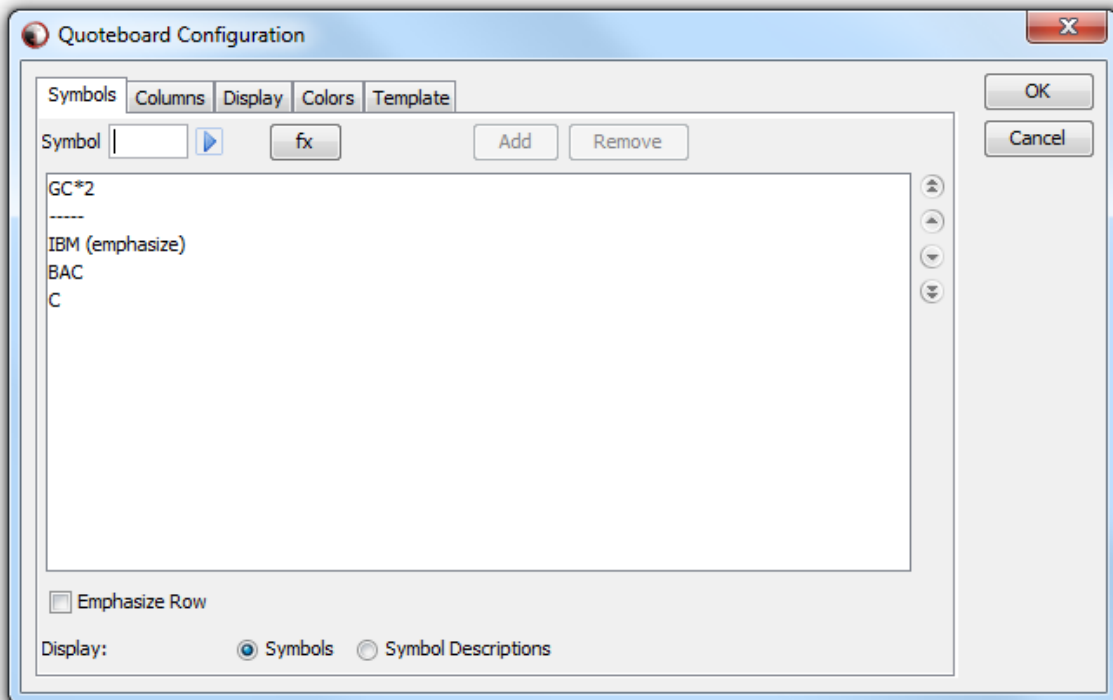 Quoteboard Configuration
Symbols Columns Display Colors Template
OK
Symbol fx Add Remove
Cancel
GC*2
-----
IBM (emphasize)
BAC
C
Emphasize Row
Display: Symbols Symbol Descriptions